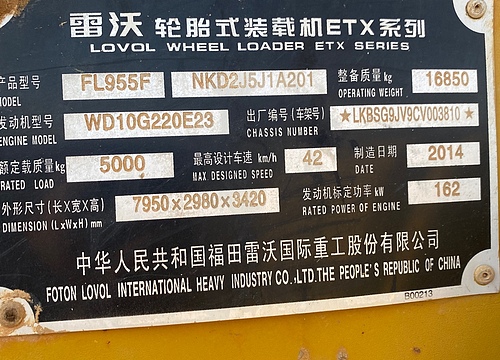 雷沃 轮胎式装载机ETX系列
LOVOL WHEEL LOADER ETX SERIES
产品型号 FL955F NKD2J5J1A201 整备质量kg 16850
MODEL OPERATING WEIGHT
发动机型号 WD10G220E23 出厂编号(车架号) ★LKBSG9JV9CV003810★
ENGINE MODEL CHASSIS NUMBER
额定载质量kg 5000 最高设计车速 km/h 42 制造日期 2014
RATED LOAD MAX DESIGNED SPEED DATE
外形尺寸(长X宽X高) 7950×2980×3420 发动机标定功率kW 162
DIMENSION (LxWxH) mm RATED POWER OF ENGINE
中华人民共和国福田雷沃国际重工股份有限公司
FOTON LOVOL INTERNATIONAL HEAVY INDUSTRY CO.,LTD.THE PEOPLE'S REPUBLIC OF CHINA
B00213